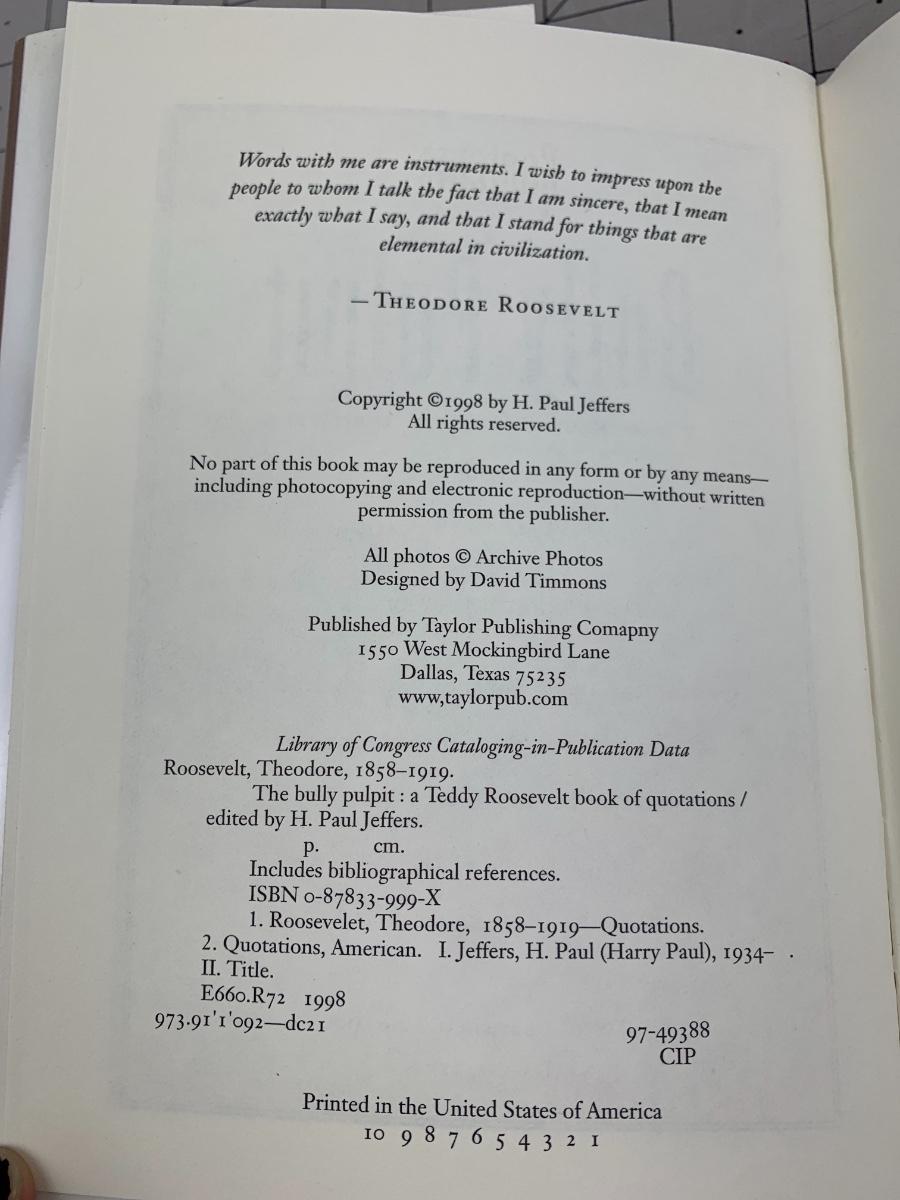 Words with me are instruments. I wish to impress upon the
people to whom I talk the fact that I am sincere, that I mean
exactly what I say, and that I stand for things that are
elemental in civilization.
—THEODORE ROOSEVELT
Copyright ©1998 by H. Paul Jeffers
All rights reserved.
No part of this book may be reproduced in any form or by any means—
including photocopying and electronic reproduction—without written
permission from the publisher.
All photos © Archive Photos
Designed by David Timmons
Published by Taylor Publishing Comapny
1550 West Mockingbird Lane
Dallas, Texas 75235
www,taylorpub.com
Library of Congress Cataloging-in-Publication Data
Roosevelt, Theodore, 1858–1919.
The bully pulpit : a Teddy Roosevelt book of quotations /
edited by H. Paul Jeffers.
p. cm.
Includes bibliographical references.
ISBN 0-87833-999-X
1. Roosevelet, Theodore, 1858–1919—Quotations.
2. Quotations, American. I. Jeffers, H. Paul (Harry Paul), 1934– .
II. Title.
E660.R72 1998
973.91'1'092—dc21
97-49388
CIP
Printed in the United States of America
10 9 8 7 6 5 4 3 2 1